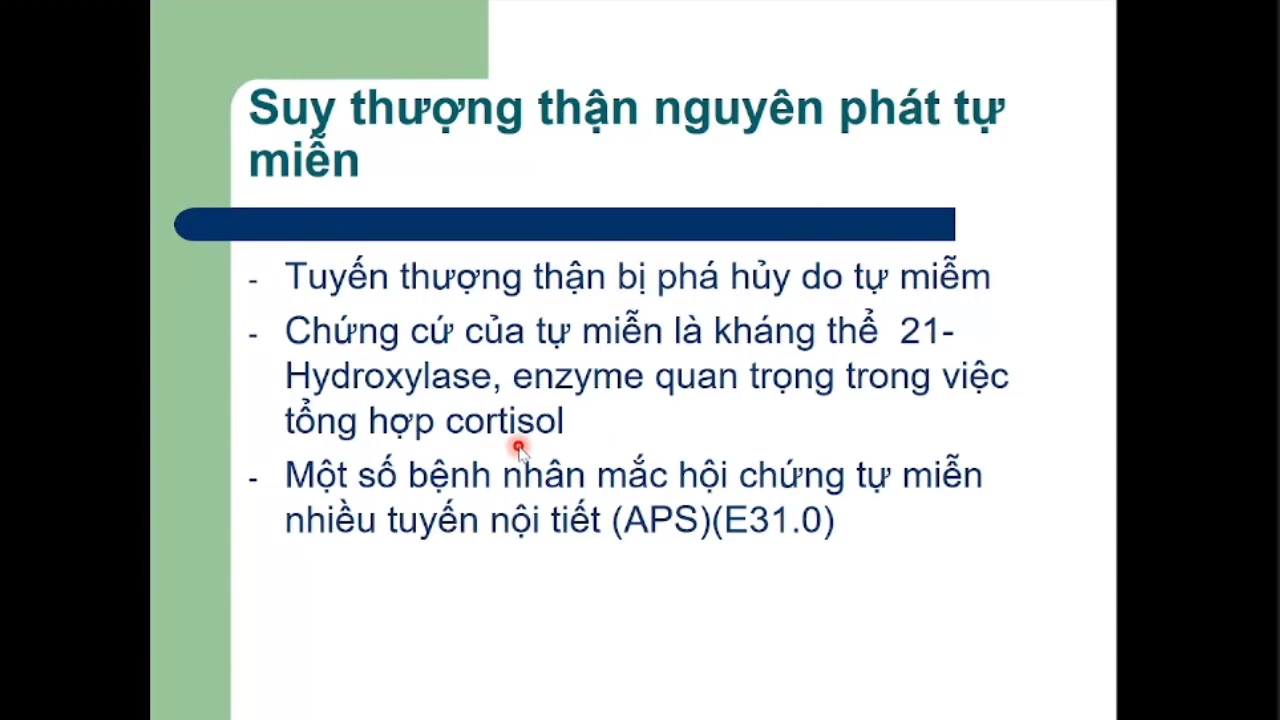 Suy thượng thận nguyên phát tự
miễn
- Tuyến thượng thận bị phá hủy do tự miễm
- Chứng cứ của tự miễn là kháng thể 21-
Hydroxylase, enzyme quan trọng trong việc
tổng hợp cortisol
- Một số bệnh nhân mắc hội chứng tự miễn
nhiều tuyến nội tiết (APS)(E31.0)